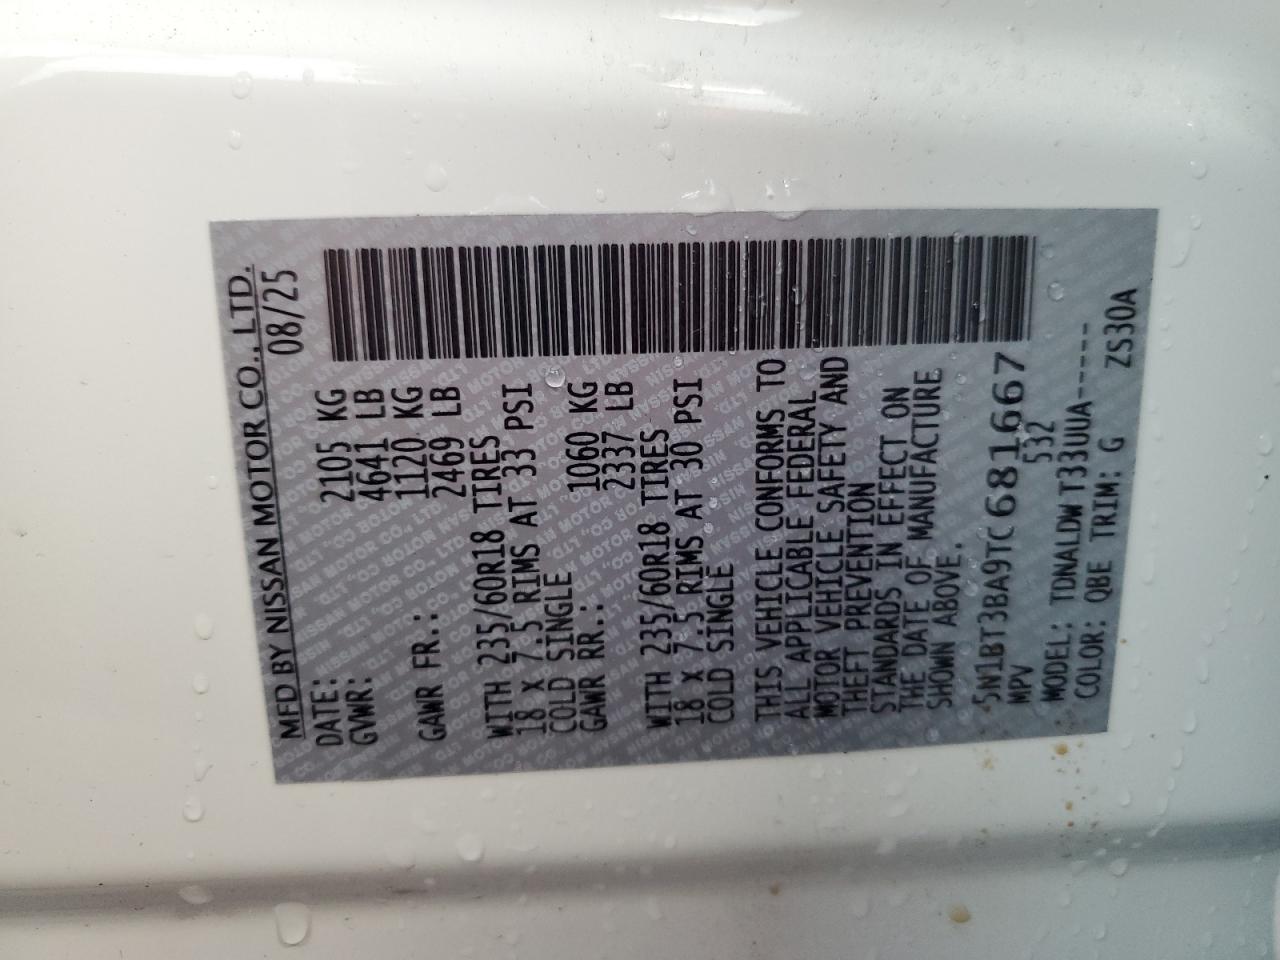 MFD BY NISSAN MOTOR CO., LTD.
DATE: 08/25
GVWR: 2105 KG
4641 LB
GAWR FR.: 1120 KG
2469 LB
WITH 235/60R18 TIRES
18 X 7.5 RIMS AT 33 PSI
COLD SINGLE
GAWR RR.: 1060 KG
2337 LB
WITH 235/60R18 TIRES
18 X 7.5 RIMS AT 30 PSI
COLD SINGLE
THIS VEHICLE CONFORMS TO
ALL APPLICABLE FEDERAL
MOTOR VEHICLE SAFETY AND
THEFT PREVENTION
STANDARDS IN EFFECT ON
THE DATE OF MANUFACTURE
SHOWN ABOVE.
5N1BT3BA9TC681667
MPV 532
MODEL: TDNALDWT33UUA-----
COLOR: QBE TRIM: G ZS30A